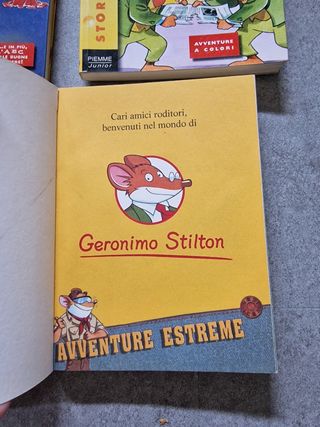 STOR
PIEMME
Junior
AVVENTURE
A COLORI
Cari amici roditori,
benvenuti nel mondo di
Geronimo Stilton
AVVENTURE ESTREME